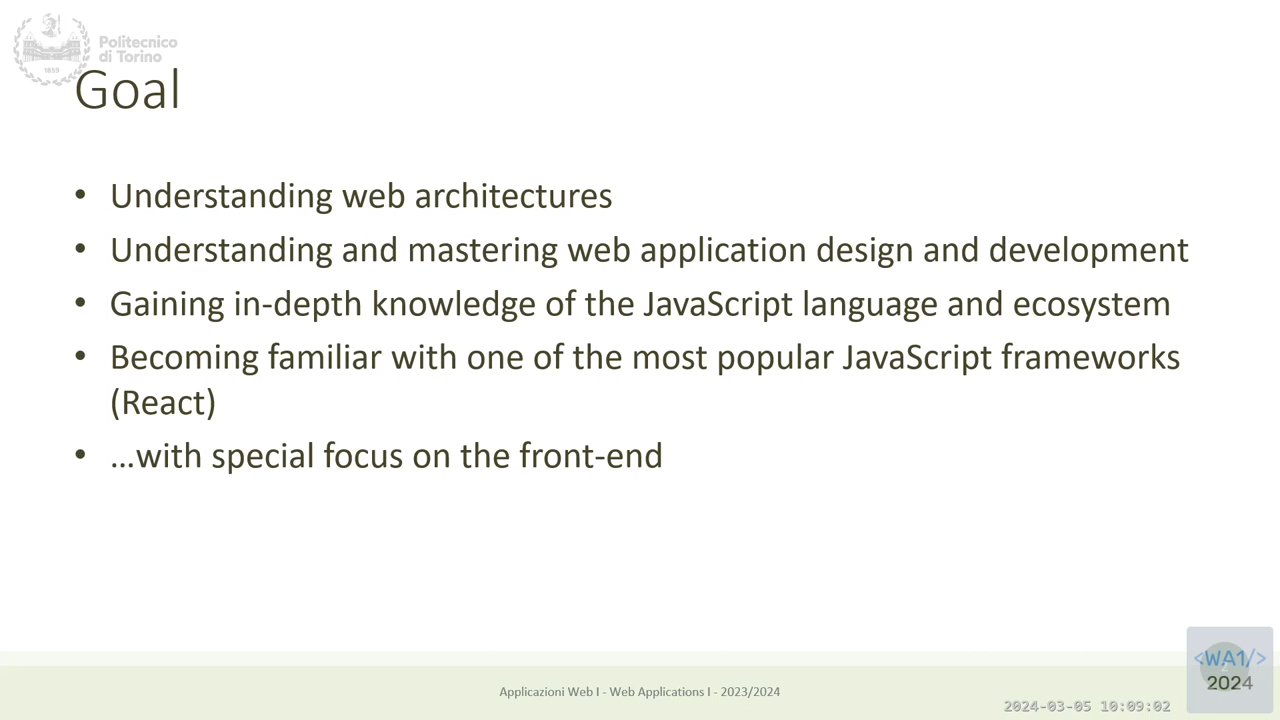 Politecnico
di Torino
1859
Goal
• Understanding web architectures
• Understanding and mastering web application design and development
• Gaining in-depth knowledge of the JavaScript language and ecosystem
• Becoming familiar with one of the most popular JavaScript frameworks
(React)
• …with special focus on the front-end
Applicazioni Web I - Web Applications I - 2023/2024
<WA1/>
2024
2024-03-05 10:09:02